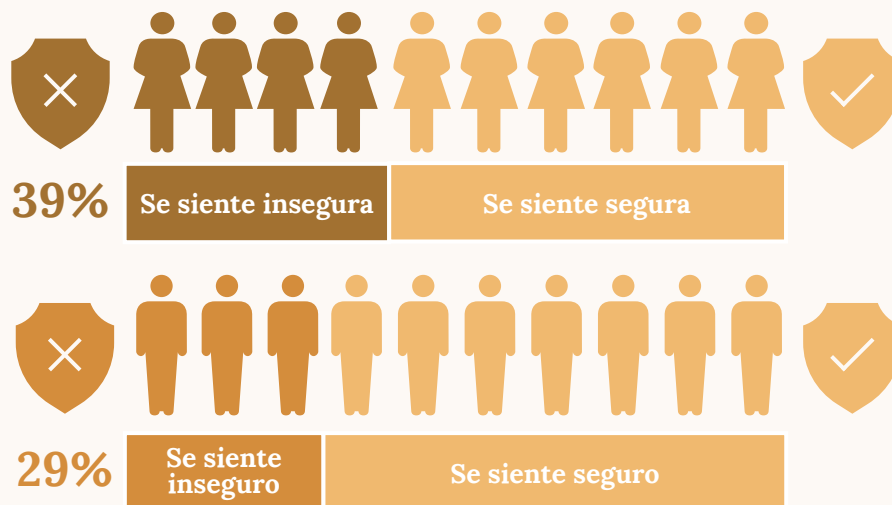 39%
Se siente insegura
Se siente segura
29%
Se siente
inseguro
Se siente seguro